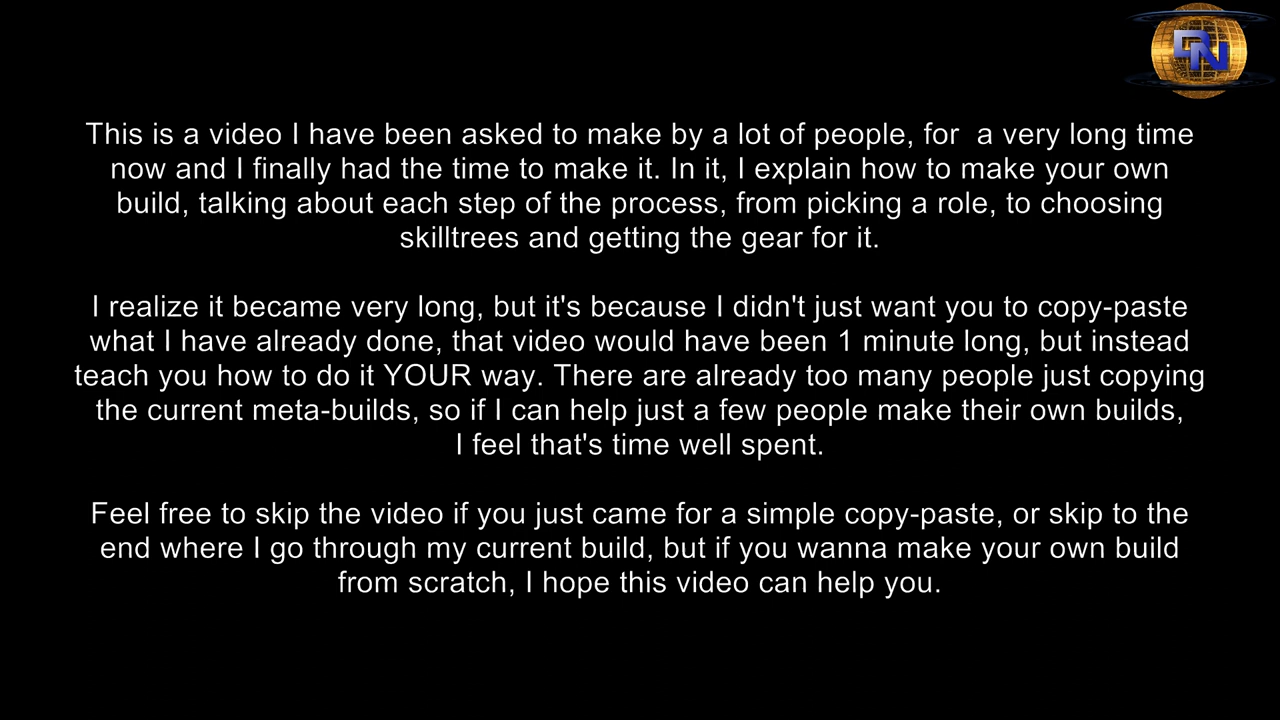 DN
This is a video I have been asked to make by a lot of people, for  a very long time
now and I finally had the time to make it. In it, I explain how to make your own
build, talking about each step of the process, from picking a role, to choosing
skilltrees and getting the gear for it.
I realize it became very long, but it's because I didn't just want you to copy-paste
what I have already done, that video would have been 1 minute long, but instead
teach you how to do it YOUR way. There are already too many people just copying
the current meta-builds, so if I can help just a few people make their own builds,
I feel that's time well spent.
Feel free to skip the video if you just came for a simple copy-paste, or skip to the
end where I go through my current build, but if you wanna make your own build
from scratch, I hope this video can help you.